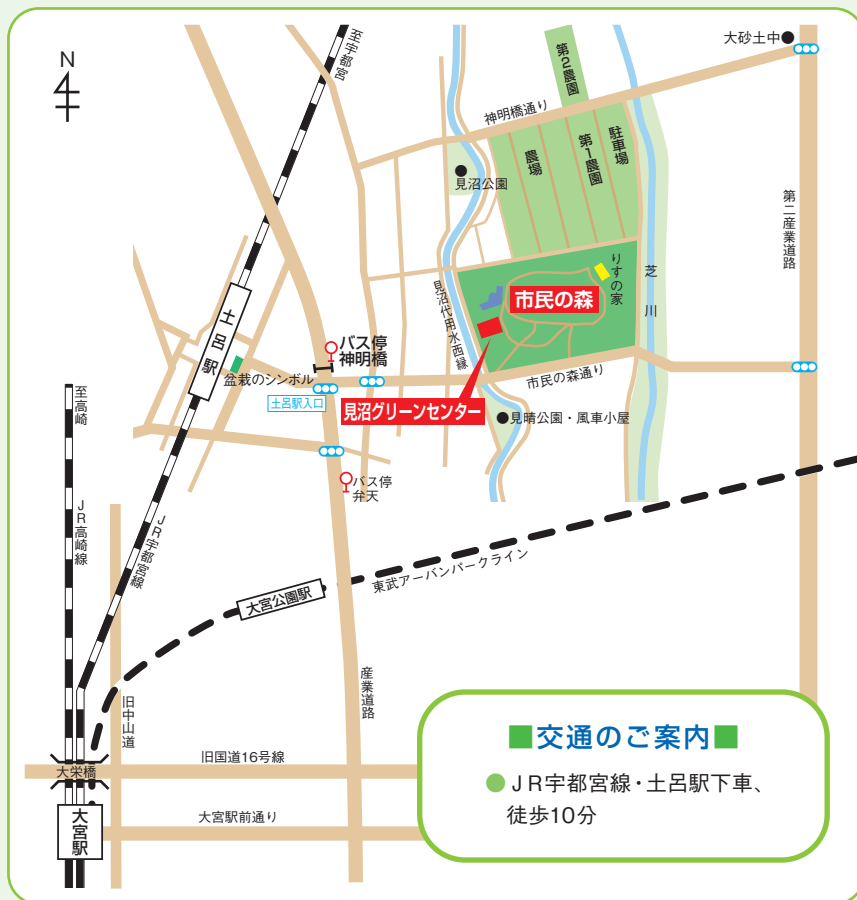 N
至宇都宮
大砂土中
第2農園
神明橋通り
農場
第1農園
駐車場
見沼公園
第二産業道路
りすの家
芝川
市民の森
見沼代用水西縁
土呂駅
バス停
神明橋
盆栽のシンボル
土呂駅入口
市民の森通り
見沼グリーンセンター
見晴公園・風車小屋
至高崎
バス停
弁天
JR高崎線
JR宇都宮線
東武アーバンパークライン
大宮公園駅
産業道路
旧中山道
旧国道16号線
大栄橋
大宮駅前通り
大宮駅
■交通のご案内■
●JR宇都宮線・土呂駅下車、
徒歩10分